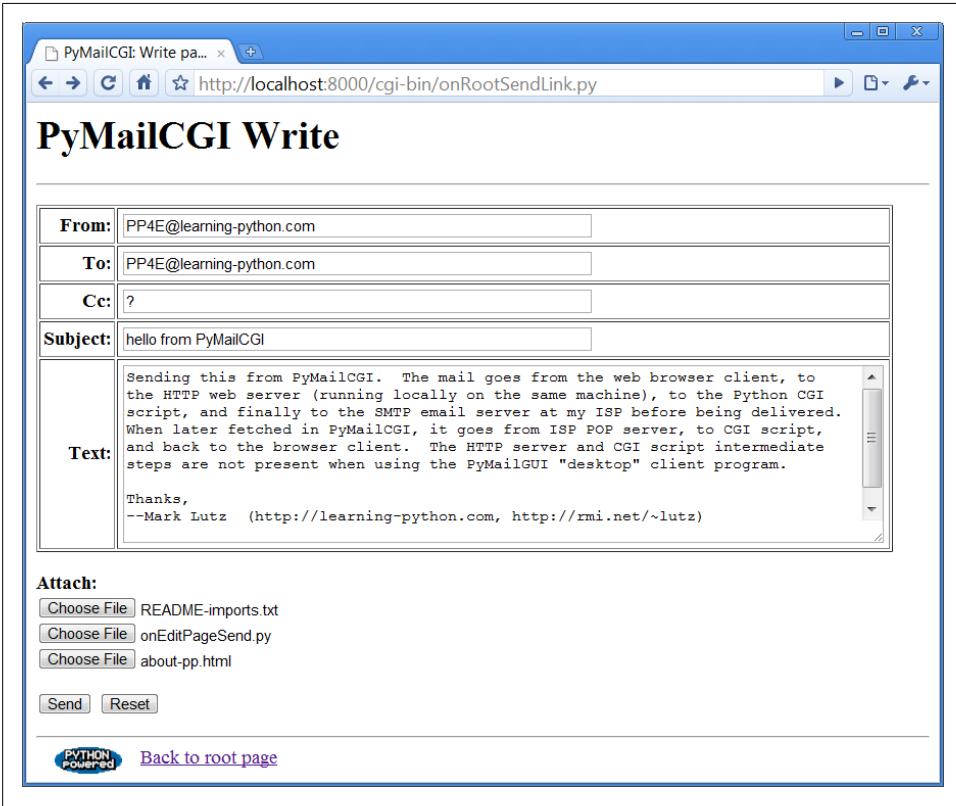 PyMailCGI: Write pa...
http://localhost:8000/cgi-bin/onRootSendLink.py
PyMailCGI Write
From: PP4E@learning-python.com
To: PP4E@learning-python.com
Cc: ?
Subject: hello from PyMailCGI
Text:
Sending this from PyMailCGI.  The mail goes from the web browser client, to
the HTTP web server (running locally on the same machine), to the Python CGI
script, and finally to the SMTP email server at my ISP before being delivered.
When later fetched in PyMailCGI, it goes from ISP POP server, to CGI script,
and back to the browser client.  The HTTP server and CGI script intermediate
steps are not present when using the PyMailGUI "desktop" client program.
Thanks,
--Mark Lutz  (http://learning-python.com, http://rmi.net/~lutz)
Attach:
Choose File README-imports.txt
Choose File onEditPageSend.py
Choose File about-pp.html
Send Reset
PYTHON
Powered
Back to root page